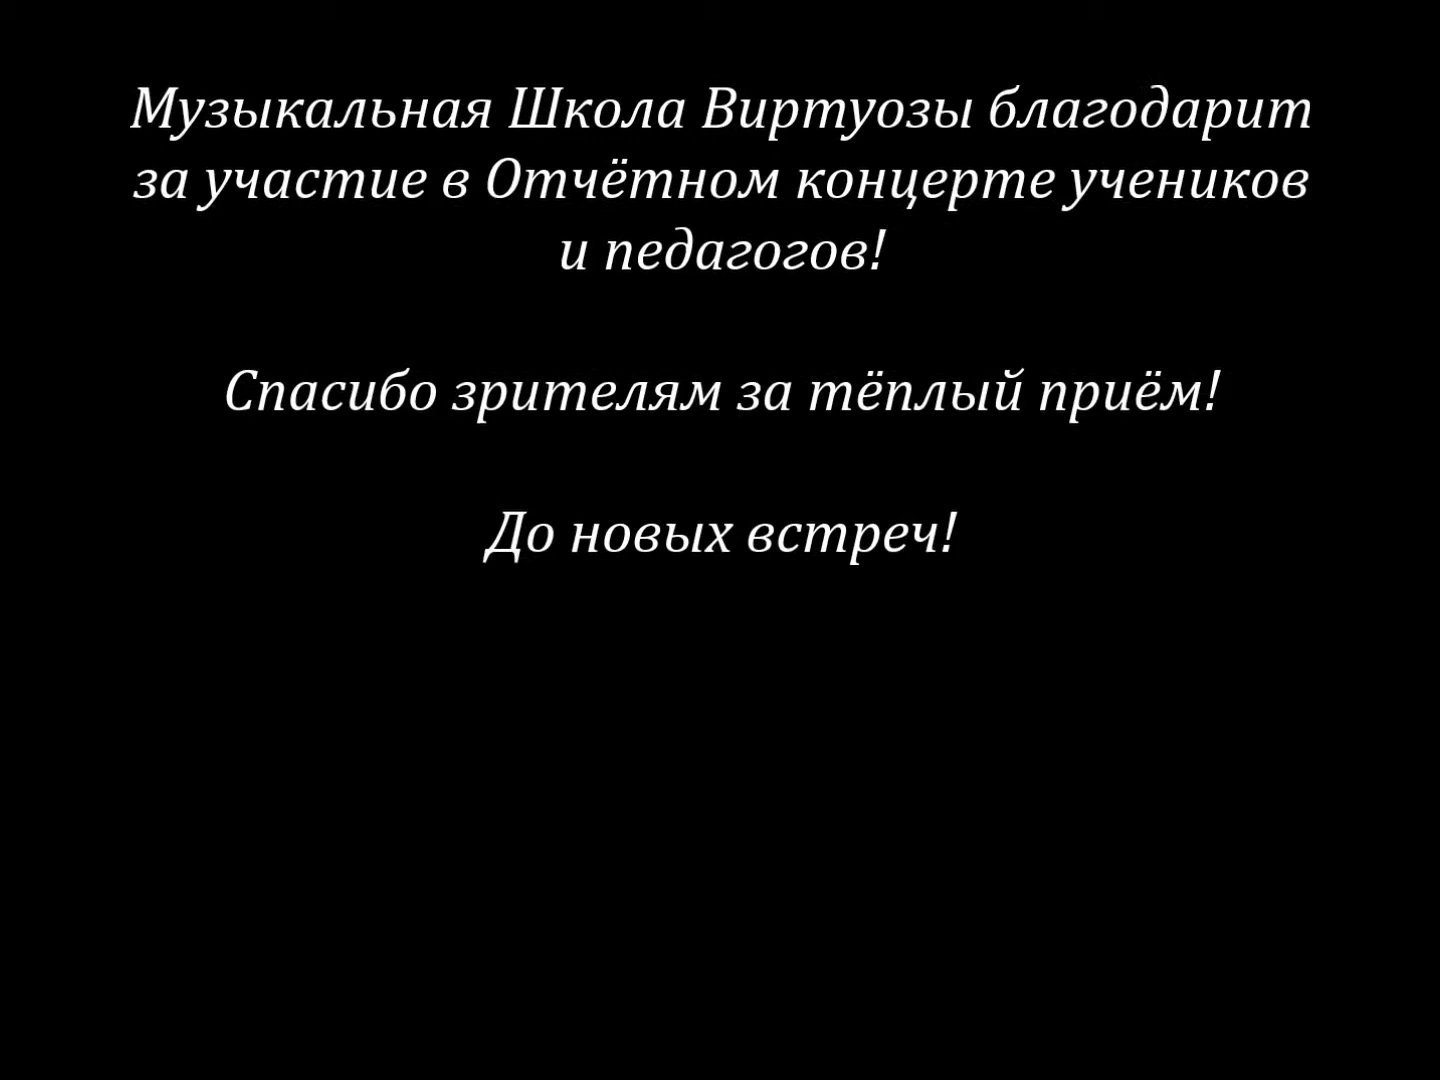 Музыкальная Школа Виртуозы благодарит
за участие в Отчётном концерте учеников
и педагогов!
Спасибо зрителям за тёплый приём!
До новых встреч!